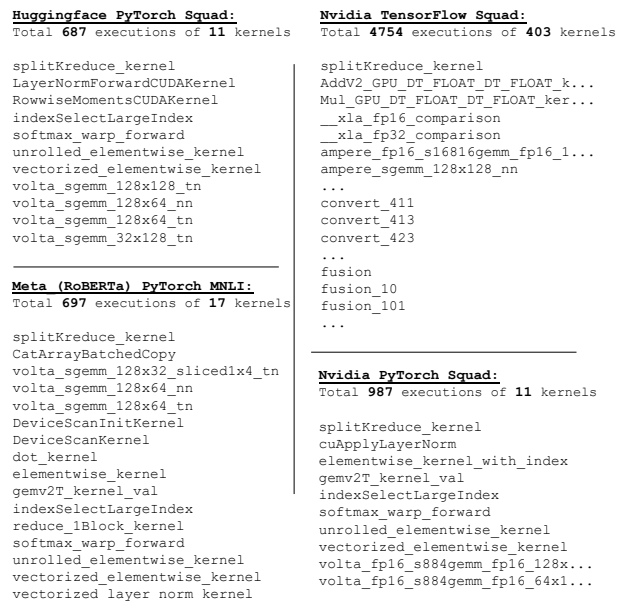 Huggingface PyTorch Squad:
Total 687 executions of 11 kernels
splitKreduce_kernel
LayerNormForwardCUDAKernel
RowwiseMomentsCUDAKernel
indexSelectLargeIndex
softmax_warp_forward
unrolled_elementwise_kernel
vectorized_elementwise_kernel
volta_sgemm_128x128_tn
volta_sgemm_128x64_nn
volta_sgemm_128x64_tn
volta_sgemm_32x128_tn
Meta (RoBERTa) PyTorch MNLI:
Total 697 executions of 17 kernels
splitKreduce_kernel
CatArrayBatchedCopy
volta_sgemm_128x32_sliced1x4_tn
volta_sgemm_128x64_nn
volta_sgemm_128x64_tn
DeviceScanInitKernel
DeviceScanKernel
dot_kernel
elementwise_kernel
gemv2T_kernel_val
indexSelectLargeIndex
reduce_1Block_kernel
softmax_warp_forward
unrolled_elementwise_kernel
vectorized_elementwise_kernel
vectorized_layer_norm_kernel
Nvidia TensorFlow Squad:
Total 4754 executions of 403 kernels
splitKreduce_kernel
AddV2_GPU_DT_FLOAT_DT_FLOAT_k...
Mul_GPU_DT_FLOAT_DT_FLOAT_ker...
__xla_fp16_comparison
__xla_fp32_comparison
ampere_fp16_s16816gemm_fp16_1...
ampere_sgemm_128x128_nn
...
convert_411
convert_413
convert_423
...
fusion
fusion_10
fusion_101
...
Nvidia PyTorch Squad:
Total 987 executions of 11 kernels
splitKreduce_kernel
cuApplyLayerNorm
elementwise_kernel_with_index
gemv2T_kernel_val
indexSelectLargeIndex
softmax_warp_forward
unrolled_elementwise_kernel
vectorized_elementwise_kernel
volta_fp16_s884gemm_fp16_128x...
volta_fp16_s884gemm_fp16_64x1...